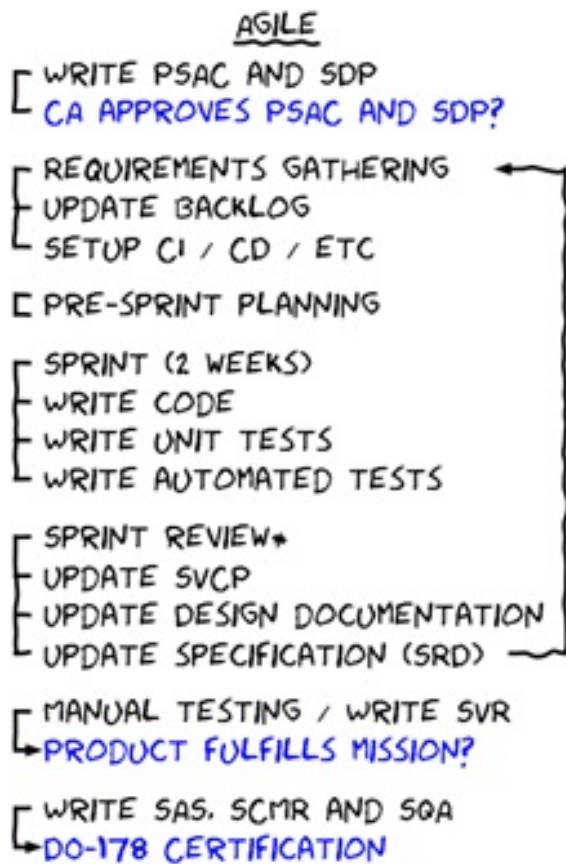 AGILE
WRITE PSAC AND SDP
CA APPROVES PSAC AND SDP?
REQUIREMENTS GATHERING
UPDATE BACKLOG
SETUP CI / CD / ETC
PRE-SPRINT PLANNING
SPRINT (2 WEEKS)
WRITE CODE
WRITE UNIT TESTS
WRITE AUTOMATED TESTS
SPRINT REVIEW*
UPDATE SVCP
UPDATE DESIGN DOCUMENTATION
UPDATE SPECIFICATION (SRD)
MANUAL TESTING / WRITE SVR
PRODUCT FULFILLS MISSION?
WRITE SAS, SCMR AND SQA
DO-178 CERTIFICATION